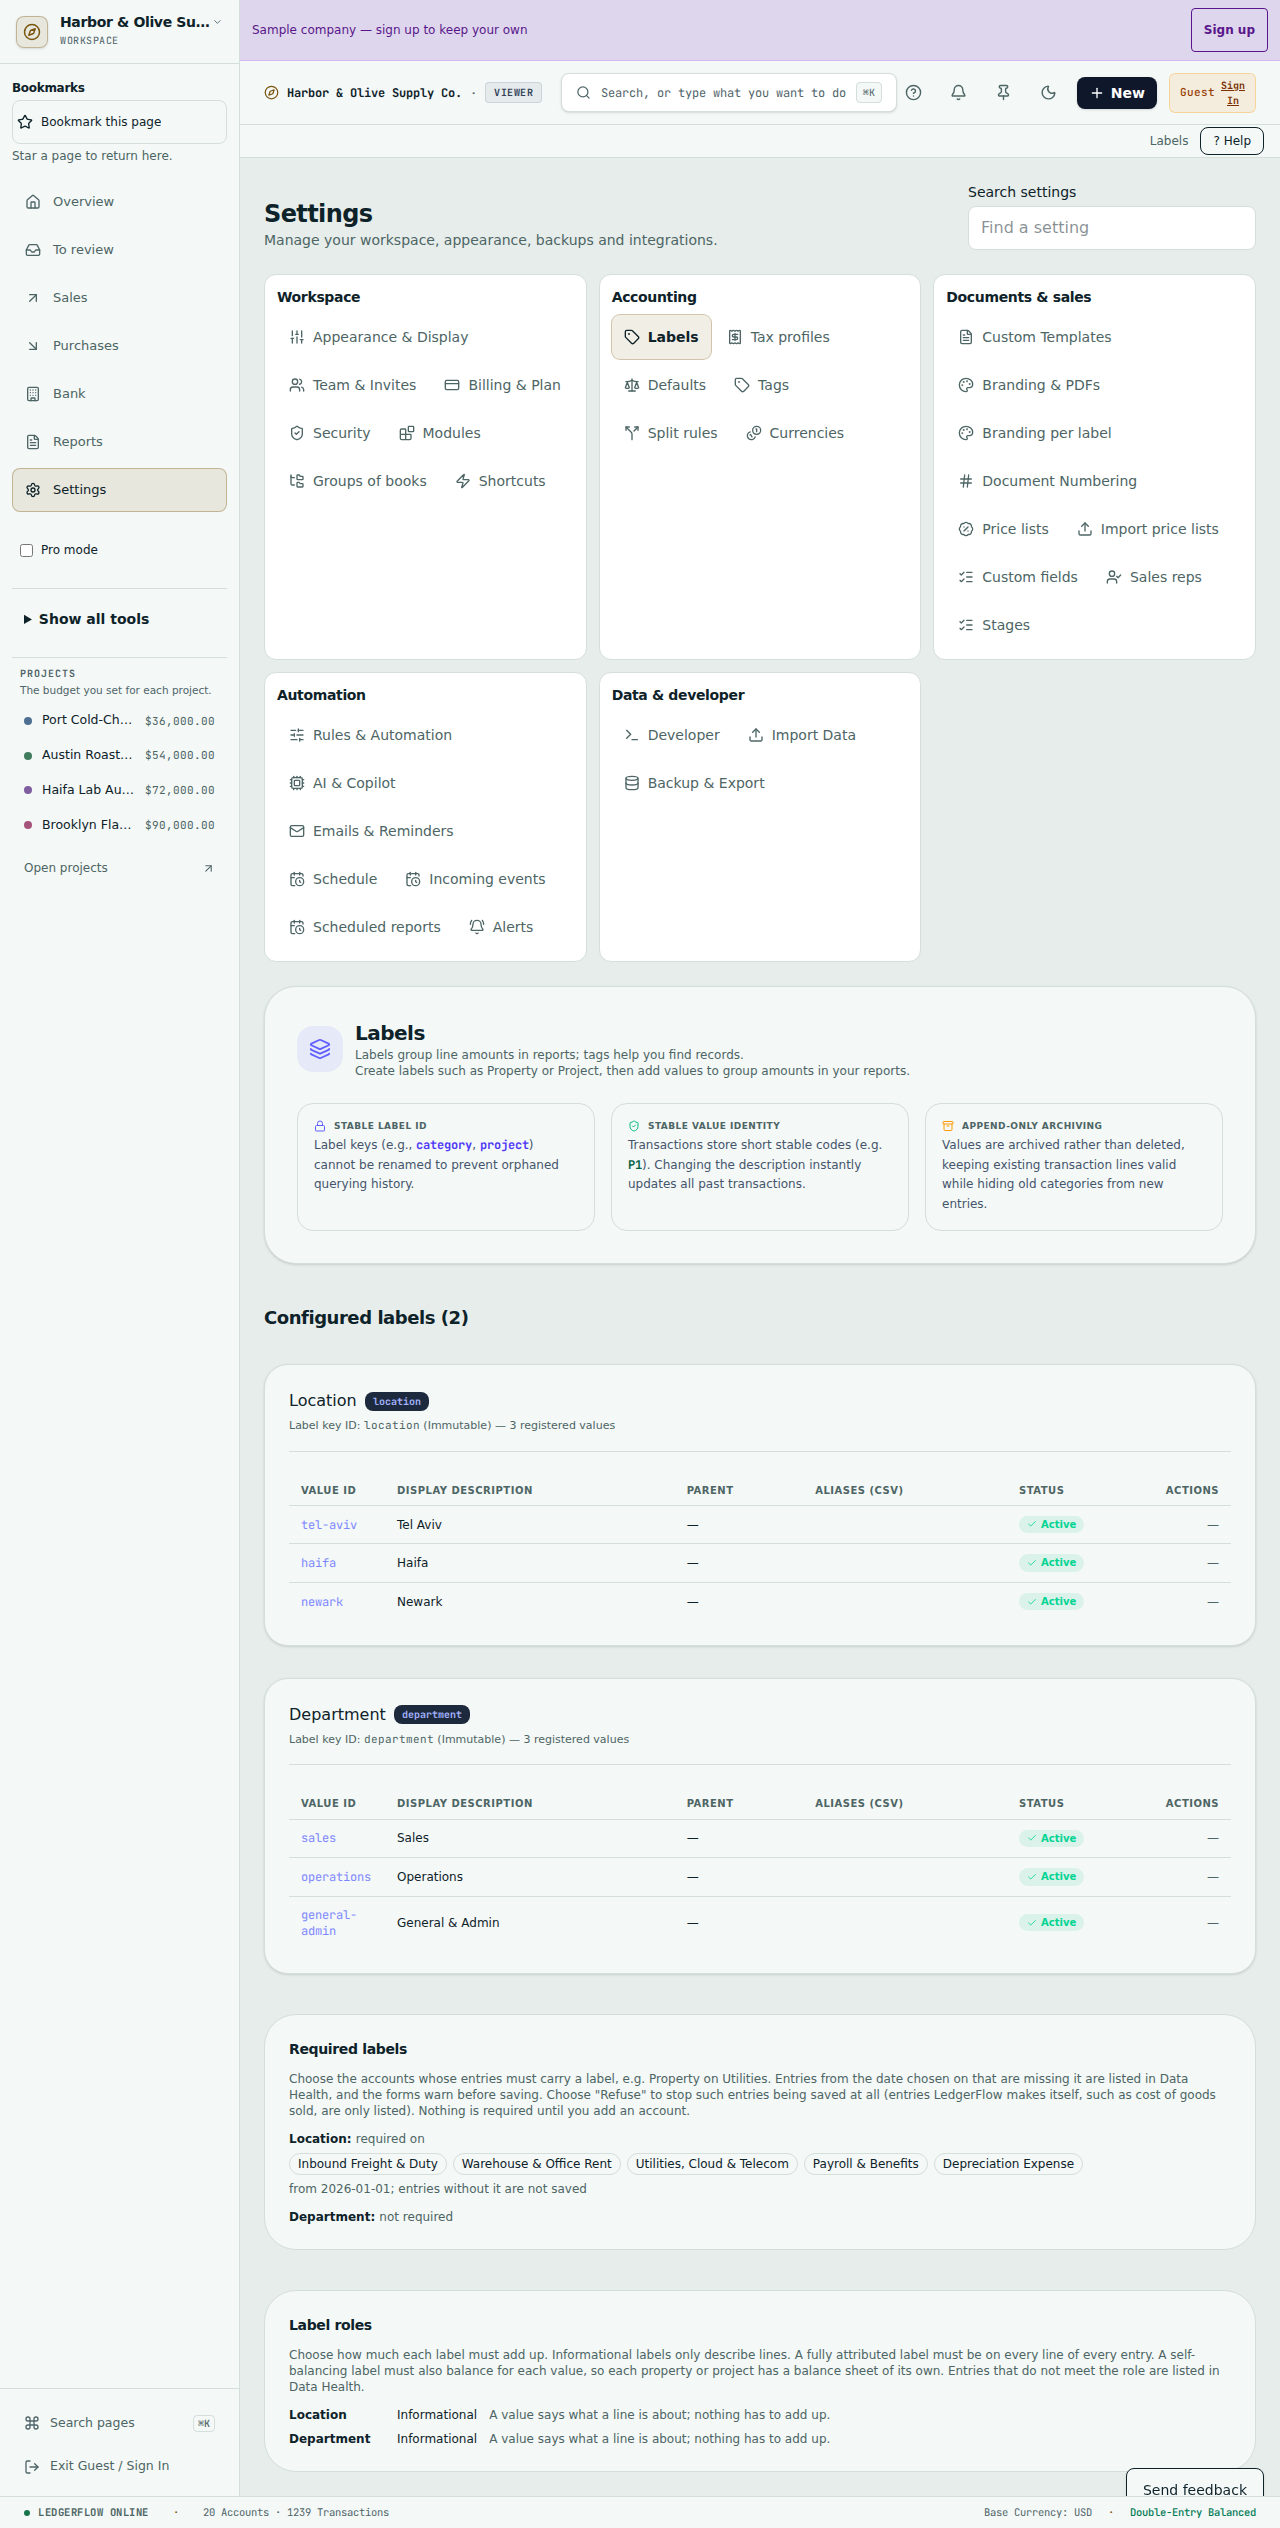 Harbor & Olive Su...
WORKSPACE
Bookmarks
Bookmark this page
Star a page to return here.
Overview
To review
Sales
Purchases
Bank
Reports
Settings
Pro mode
Show all tools
PROJECTS
The budget you set for each project.
Port Cold-Ch... $36,000.00
Austin Roast... $54,000.00
Haifa Lab Au... $72,000.00
Brooklyn Fla... $90,000.00
Open projects
Search pages ⌘K
Exit Guest / Sign In
Sample company — sign up to keep your own
Sign up
Harbor & Olive Supply Co. · VIEWER
Search, or type what you want to do ⌘K
New
Guest Sign In
Labels
? Help
Settings
Manage your workspace, appearance, backups and integrations.
Search settings
Find a setting
Workspace
Appearance & Display
Team & Invites Billing & Plan
Security Modules
Groups of books Shortcuts
Accounting
Labels Tax profiles
Defaults Tags
Split rules Currencies
Documents & sales
Custom Templates
Branding & PDFs
Branding per label
Document Numbering
Price lists Import price lists
Custom fields Sales reps
Stages
Automation
Rules & Automation
AI & Copilot
Emails & Reminders
Schedule Incoming events
Scheduled reports Alerts
Data & developer
Developer Import Data
Backup & Export
Labels
Labels group line amounts in reports; tags help you find records.
Create labels such as Property or Project, then add values to group amounts in your reports.
STABLE LABEL ID
Label keys (e.g., category, project)
cannot be renamed to prevent orphaned
querying history.
STABLE VALUE IDENTITY
Transactions store short stable codes (e.g.
P1). Changing the description instantly
updates all past transactions.
APPEND-ONLY ARCHIVING
Values are archived rather than deleted,
keeping existing transaction lines valid
while hiding old categories from new
entries.
Configured labels (2)
Location location
Label key ID: location (Immutable) — 3 registered values
VALUE ID DISPLAY DESCRIPTION PARENT ALIASES (CSV) STATUS ACTIONS
tel-aviv Tel Aviv — Active —
haifa Haifa — Active —
newark Newark — Active —
Department department
Label key ID: department (Immutable) — 3 registered values
VALUE ID DISPLAY DESCRIPTION PARENT ALIASES (CSV) STATUS ACTIONS
sales Sales — Active —
operations Operations — Active —
general-
admin General & Admin — Active —
Required labels
Choose the accounts whose entries must carry a label, e.g. Property on Utilities. Entries from the date chosen on that are missing it are listed in Data
Health, and the forms warn before saving. Choose "Refuse" to stop such entries being saved at all (entries LedgerFlow makes itself, such as cost of goods
sold, are only listed). Nothing is required until you add an account.
Location: required on
Inbound Freight & Duty Warehouse & Office Rent Utilities, Cloud & Telecom Payroll & Benefits Depreciation Expense
from 2026-01-01; entries without it are not saved
Department: not required
Label roles
Choose how much each label must add up. Informational labels only describe lines. A fully attributed label must be on every line of every entry. A self-
balancing label must also balance for each value, so each property or project has a balance sheet of its own. Entries that do not meet the role are listed in
Data Health.
Location Informational A value says what a line is about; nothing has to add up.
Department Informational A value says what a line is about; nothing has to add up.
Send feedback
LEDGERFLOW ONLINE · 20 Accounts · 1239 Transactions
Base Currency: USD · Double-Entry Balanced